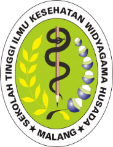 SEKOLAH TINGGI ILMU KESEHATAN WIDYAGAMA HUSADA
★ MALANG ★